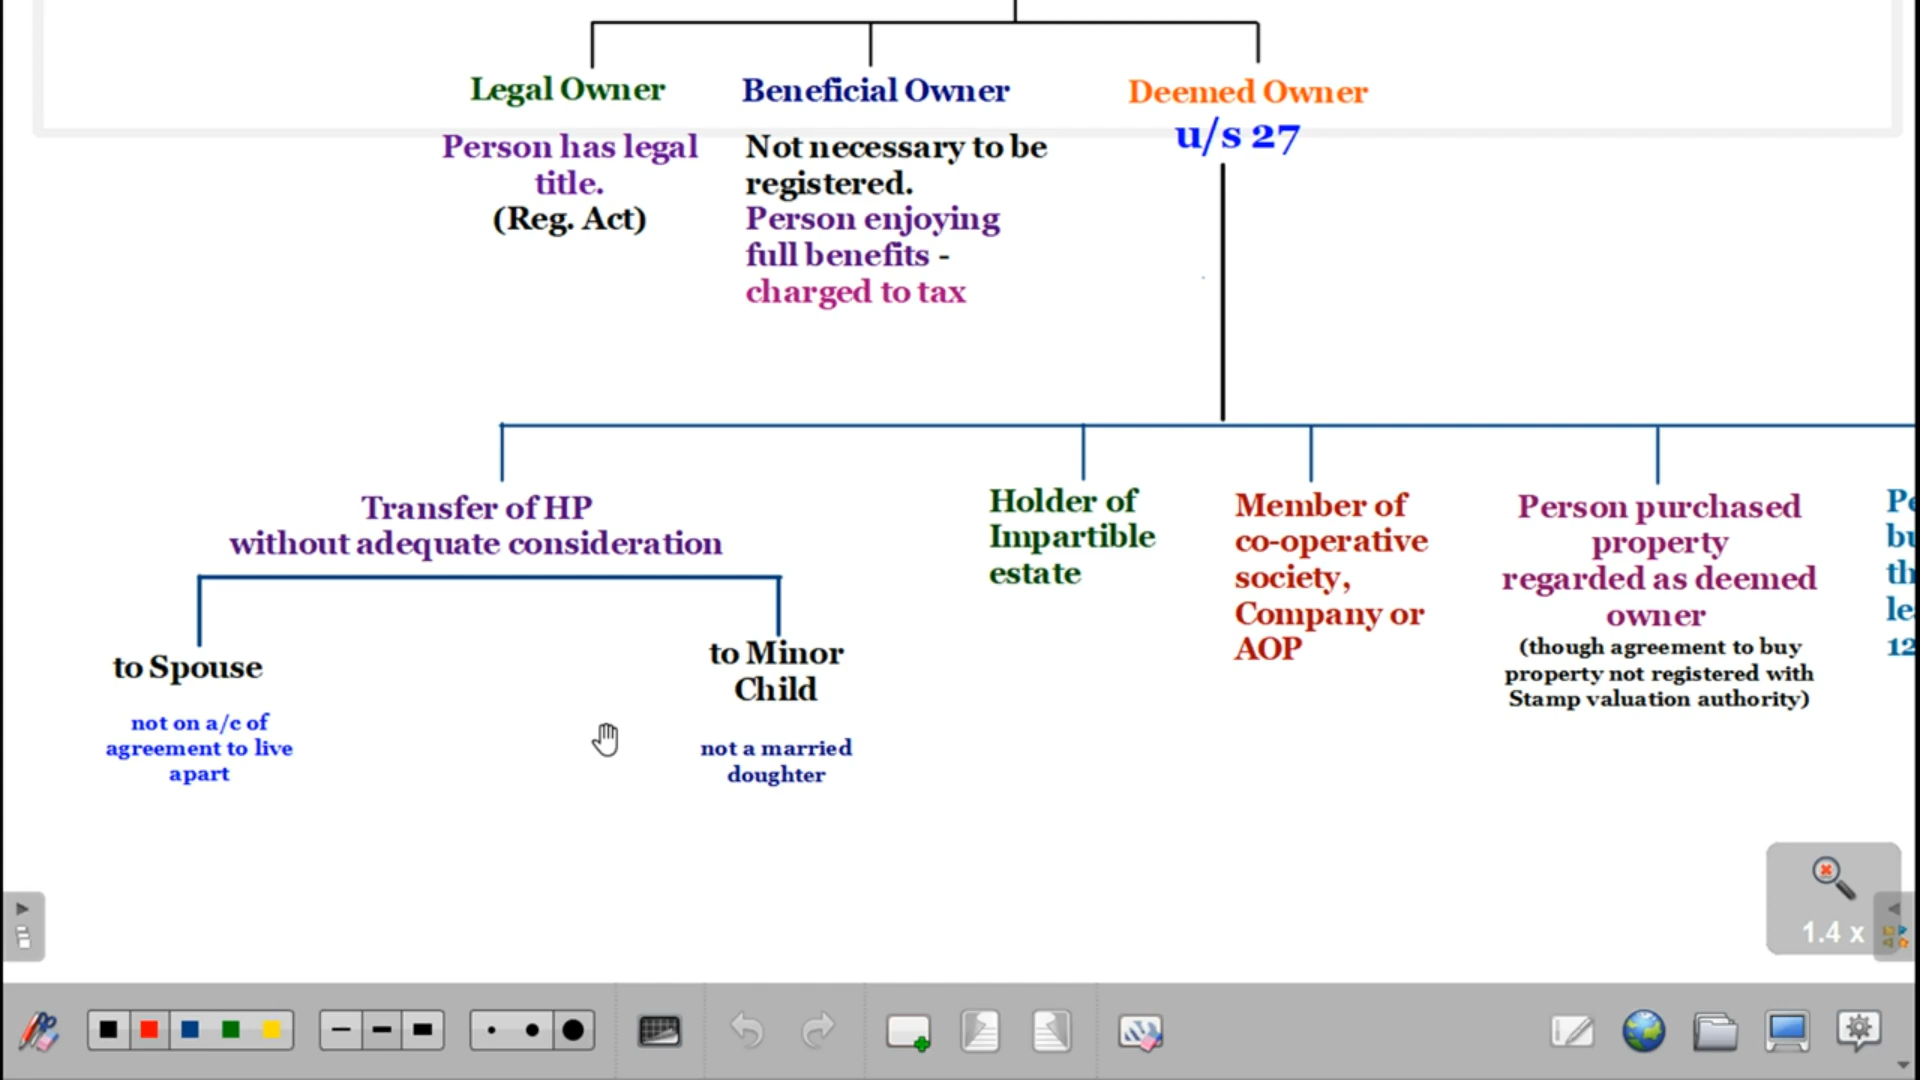 Legal Owner
Beneficial Owner
Deemed Owner
u/s 27
Person has legal
title.
(Reg. Act)
Not necessary to be
registered.
Person enjoying
full benefits -
charged to tax
Transfer of HP
without adequate consideration
to Spouse
not on a/c of
agreement to live
apart
to Minor
Child
not a married
doughter
Holder of
Impartible
estate
Member of
co-operative
society,
Company or
AOP
Person purchased
property
regarded as deemed
owner
(though agreement to buy
property not registered with
Stamp valuation authority)
12
1.4 x